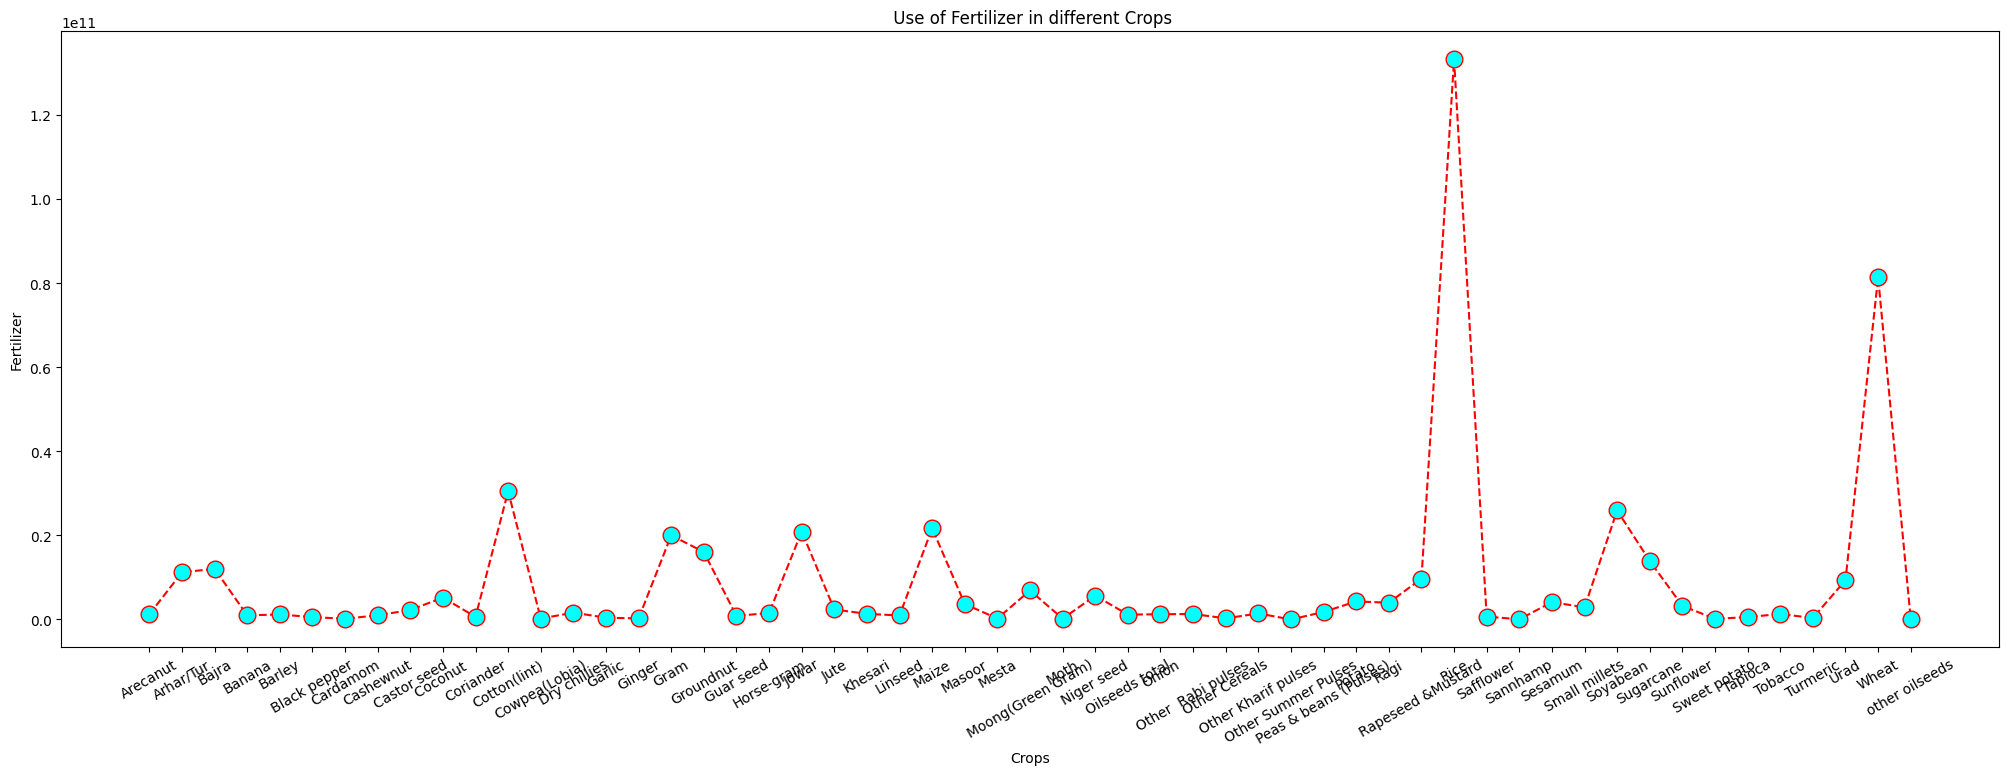 Use of Fertilizer in different Crops
1e11
1.2
1.0
0.8
0.6
0.4
0.2
0.0
Fertilizer
Arecanut
Arhar/Tur
Bajra
Banana
Barley
Black pepper
Cardamom
Cashewnut
Castor seed
Coconut
Coriander
Cotton(lint)
Cowpea(Lobia)
Dry chillies
Garlic
Ginger
Gram
Groundnut
Guar seed
Horse-gram
Jowar
Jute
Khesari
Linseed
Maize
Masoor
Mesta
Moong(Green Gram)
Moth
Niger seed
Oilseeds total
Onion
Other  Rabi pulses
Other Cereals
Other Kharif pulses
Other Summer Pulses
Peas & beans (Pulses)
Potato
Ragi
Rapeseed &Mustard
Rice
Safflower
Sannhamp
Sesamum
Small millets
Soyabean
Sugarcane
Sunflower
Sweet potato
Tapioca
Tobacco
Turmeric
Urad
Wheat
other oilseeds
Crops